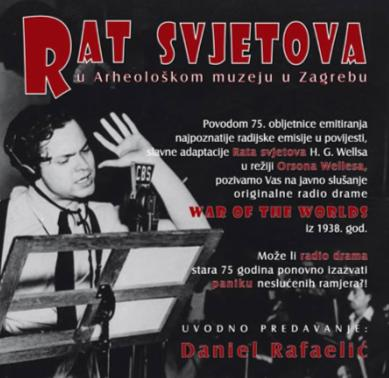 RAT SVJETOVA
u Arheološkom muzeju u Zagrebu
Povodom 75. obljetnice emitiranja
najpoznatije radijske emisije u povijesti,
slavne adaptacije Rata svjetova H. G. Wellsa
u režiji Orsona Wellesa,
pozivamo Vas na javno slušanje
originalne radio drame
WAR OF THE WORLDS
iz 1938. god.
CBS
Može li radio drama
stara 75 godina ponovno izazvati
paniku neslućenih ramjera?!
UVODNO PREDAVANJE:
Daniel Rafaelić